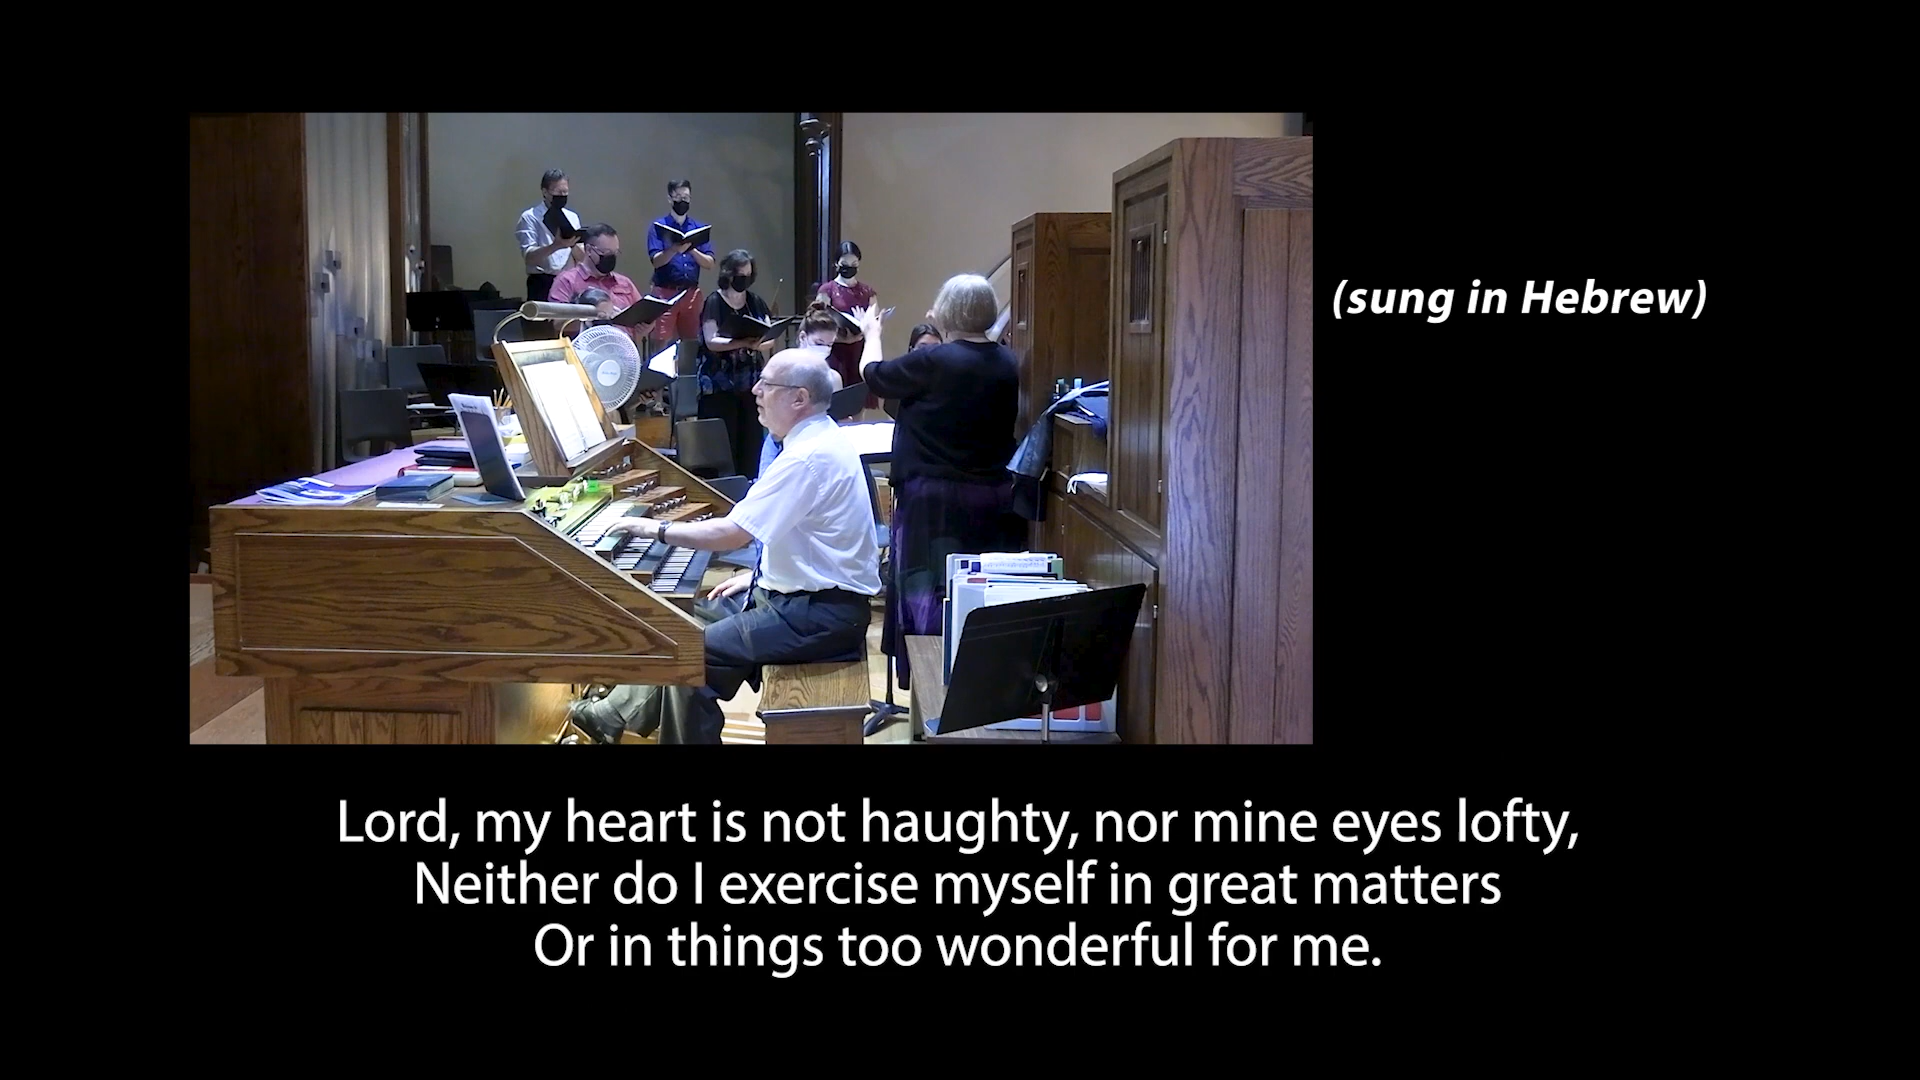 (sung in Hebrew)
Lord, my heart is not haughty, nor mine eyes lofty,
Neither do I exercise myself in great matters
Or in things too wonderful for me.